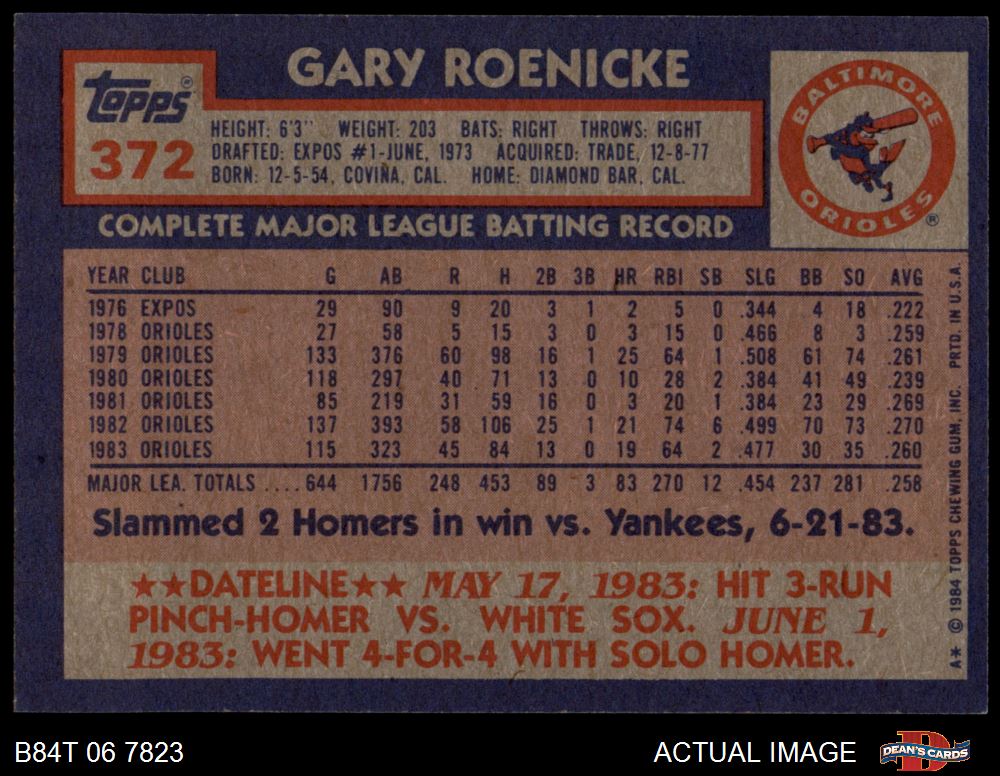 GARY ROENICKE
Topps®
372
HEIGHT: 6'3" WEIGHT: 203 BATS: RIGHT THROWS: RIGHT
DRAFTED: EXPOS #1-JUNE, 1973 ACQUIRED: TRADE, 12-8-77
BORN: 12-5-54, COVIÑA, CAL. HOME: DIAMOND BAR, CAL.
BALTIMORE
ORIOLES ®
COMPLETE MAJOR LEAGUE BATTING RECORD
YEAR CLUB G AB R H 2B 3B HR RBI SB SLG BB SO AVG
1976 EXPOS 29 90 9 20 3 1 2 5 0 .344 4 18 .222
1978 ORIOLES 27 58 5 15 3 0 3 15 0 .466 8 3 .259
1979 ORIOLES 133 376 60 98 16 1 25 64 1 .508 61 74 .261
1980 ORIOLES 118 297 40 71 13 0 10 28 2 .384 41 49 .239
1981 ORIOLES 85 219 31 59 16 0 3 20 1 .384 23 29 .269
1982 ORIOLES 137 393 58 106 25 1 21 74 6 .499 70 73 .270
1983 ORIOLES 115 323 45 84 13 0 19 64 2 .477 30 35 .260
MAJOR LEA. TOTALS ....644 1756 248 453 89 3 83 270 12 .454 237 281 .258
Slammed 2 Homers in win vs. Yankees, 6-21-83.
★★DATELINE★★ MAY 17, 1983: HIT 3-RUN
PINCH-HOMER VS. WHITE SOX. JUNE 1,
1983: WENT 4-FOR-4 WITH SOLO HOMER.
A* © 1984 TOPPS CHEWING GUM, INC. PRTD. IN U.S.A.
B84T 06 7823
ACTUAL IMAGE
D
DEAN'S CARDS